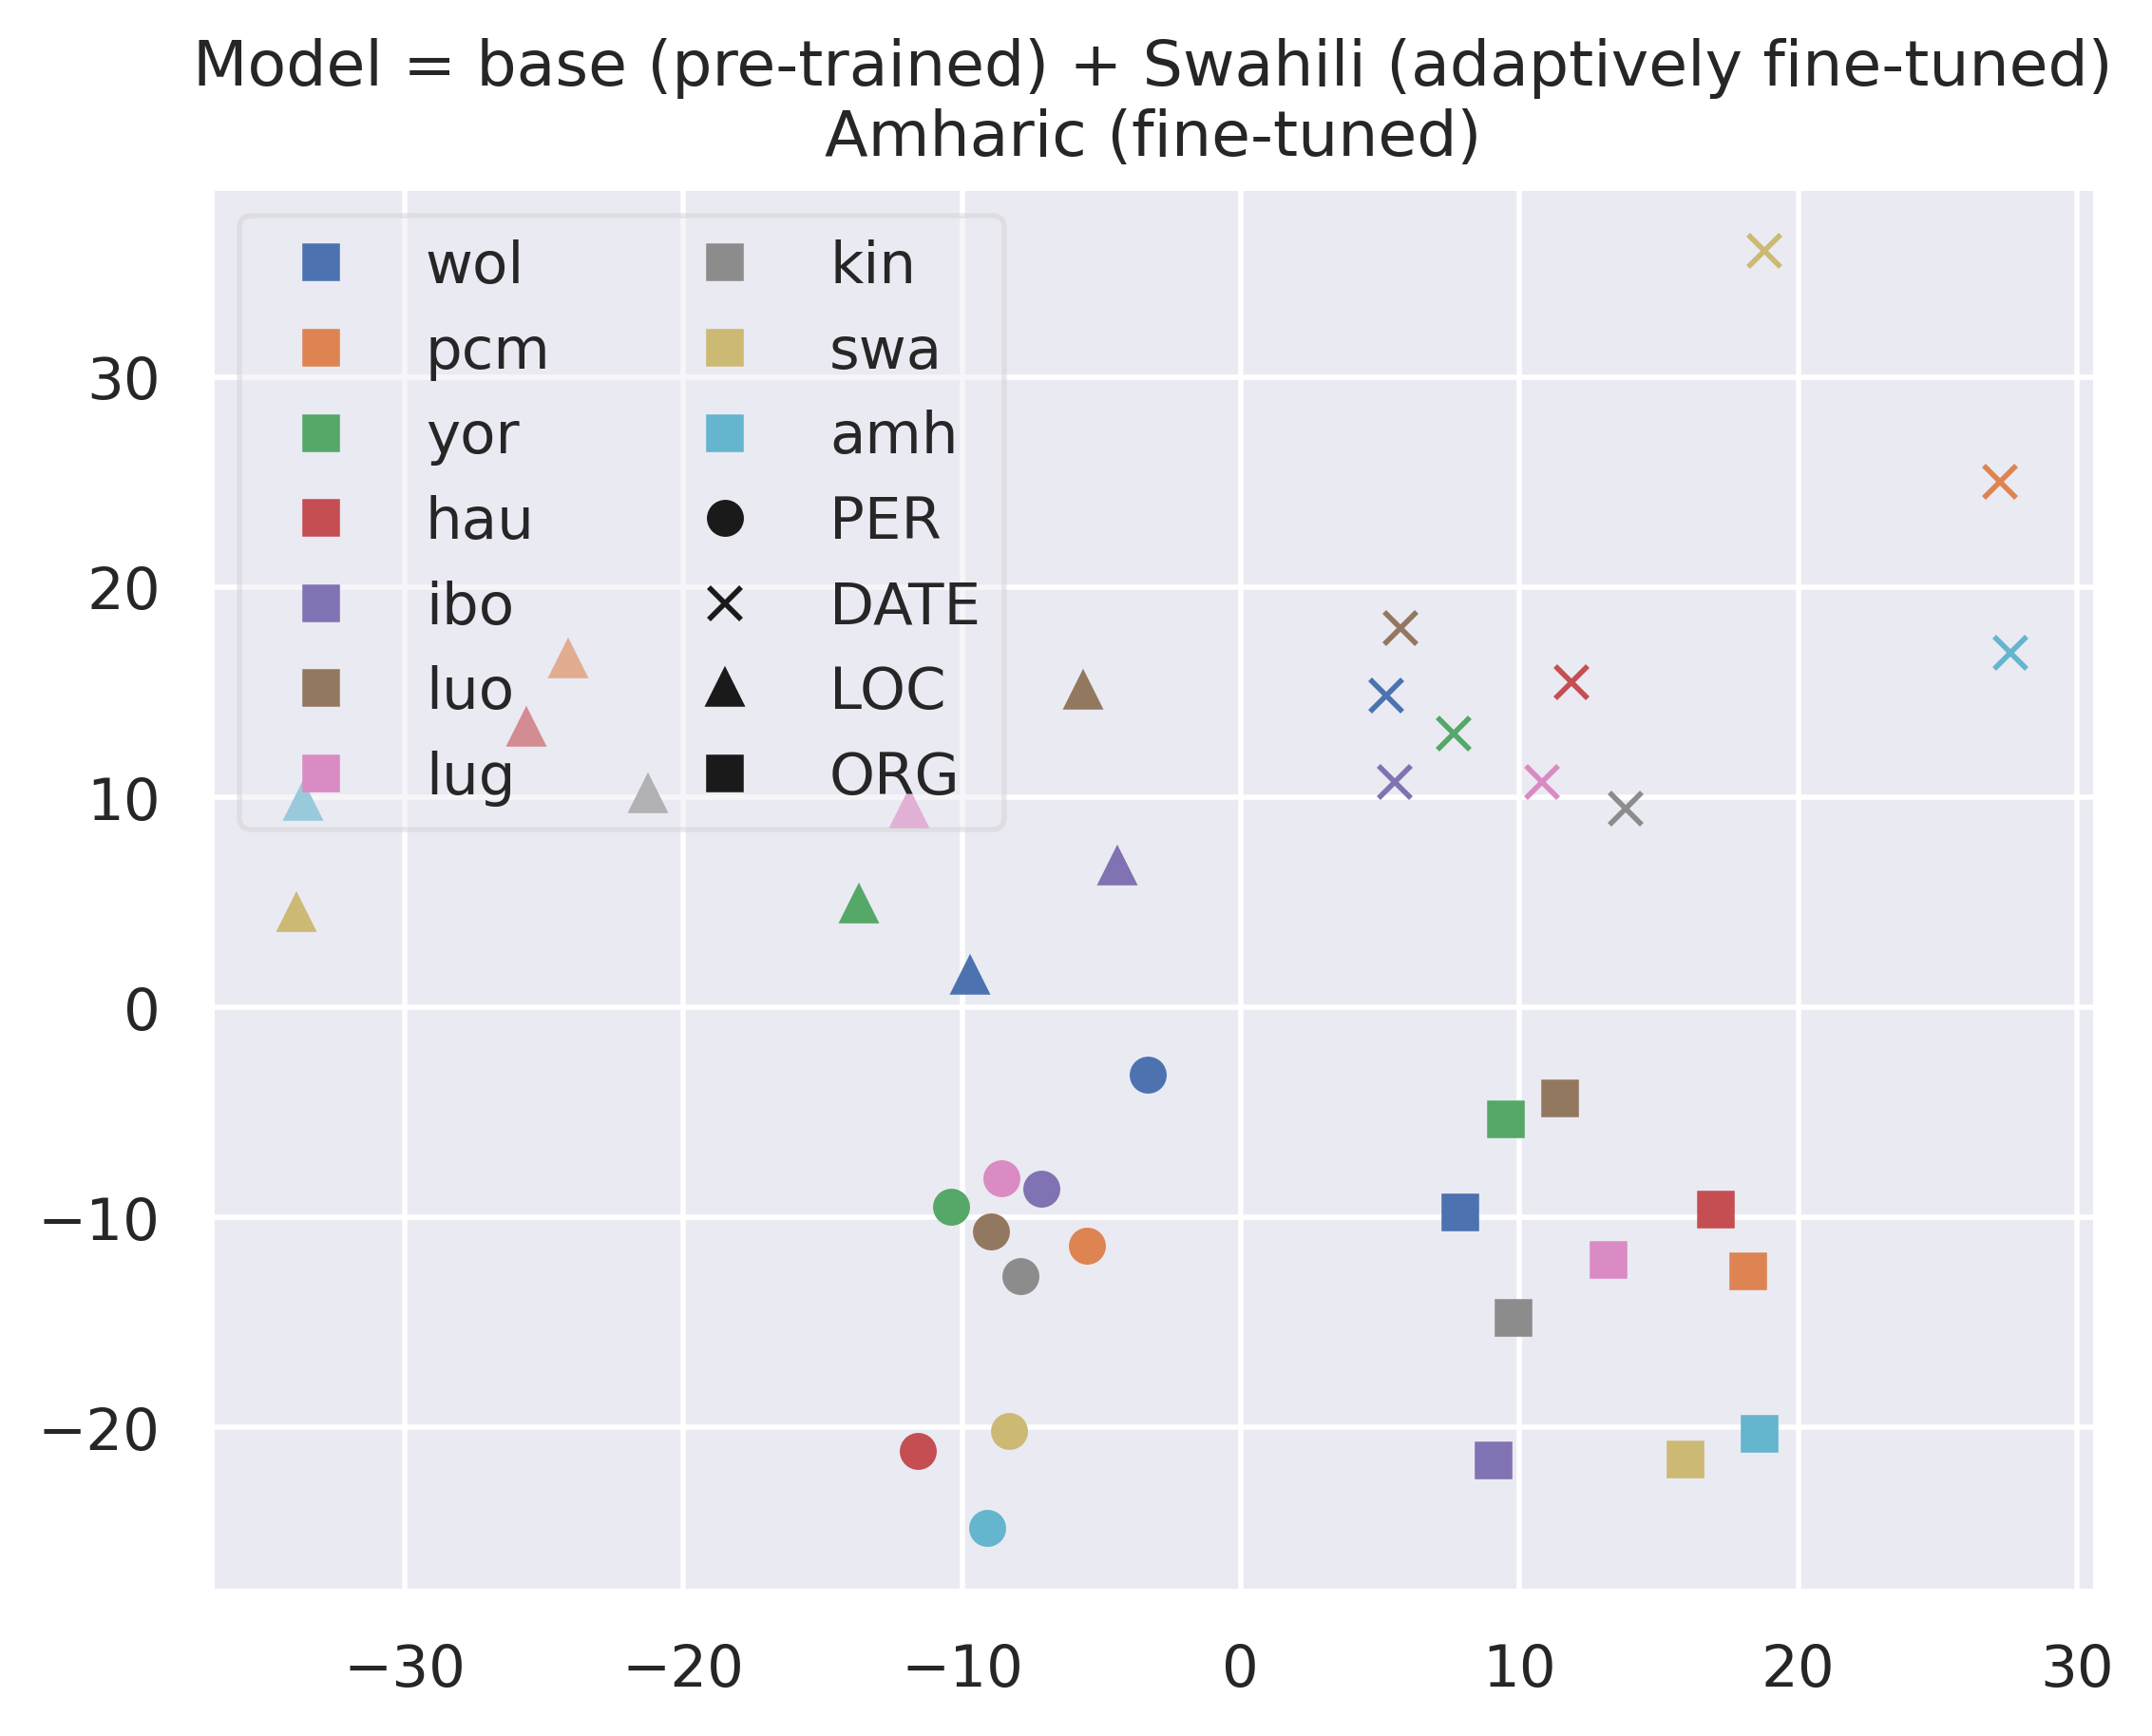 Model = base (pre-trained) + Swahili (adaptively fine-tuned)
Amharic (fine-tuned)
wol
pcm
yor
hau
ibo
luo
lug
kin
swa
amh
PER
DATE
LOC
ORG
30
20
10
0
−10
−20
−30
−20
−10
0
10
20
30